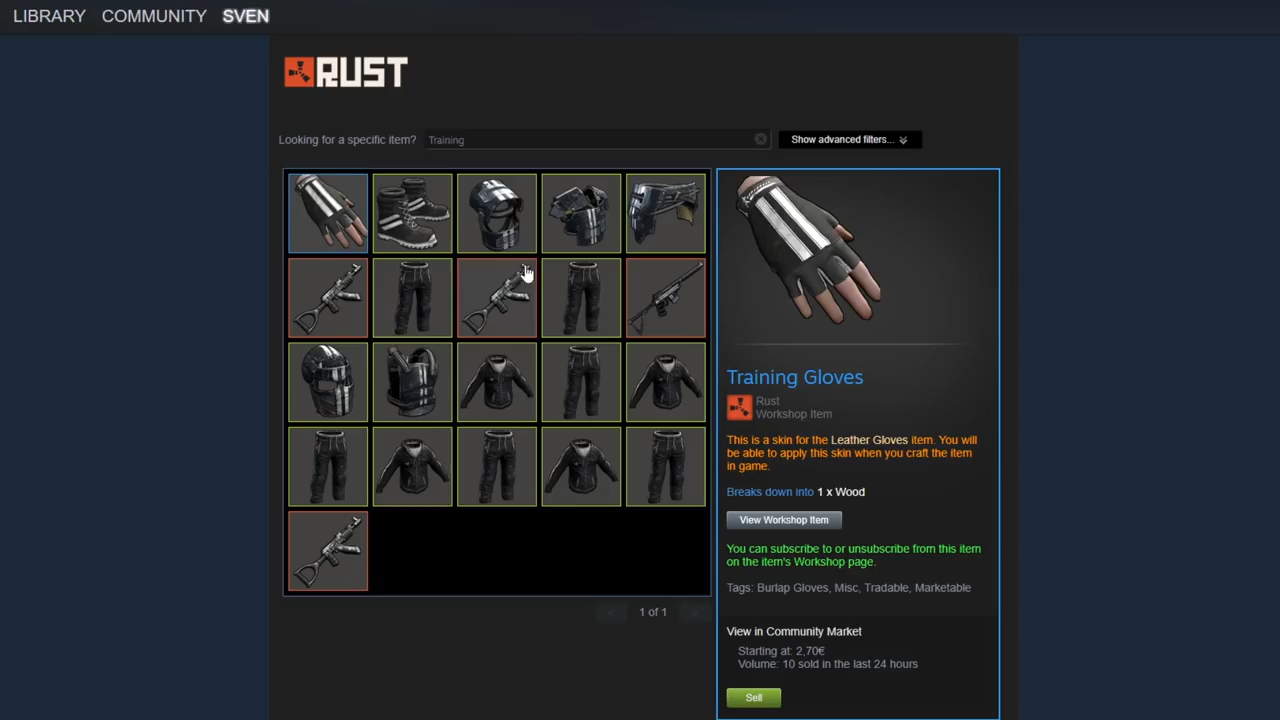 LIBRARY COMMUNITY SVEN
RUST
Looking for a specific item? Training Show advanced filters...
Training Gloves
Rust
Workshop Item
This is a skin for the Leather Gloves item. You will
be able to apply this skin when you craft the item
in game.
Breaks down into 1 x Wood
View Workshop Item
You can subscribe to or unsubscribe from this item
on the item's Workshop page.
Tags: Burlap Gloves, Misc, Tradable, Marketable
< 1 of 1 >
View in Community Market
Starting at: 2,70€
Volume: 10 sold in the last 24 hours
Sell